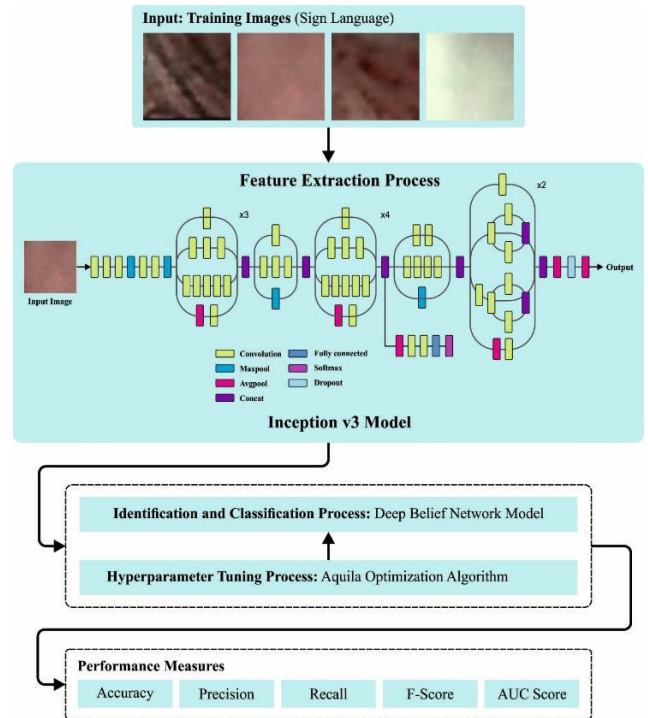 Input: Training Images (Sign Language)
Feature Extraction Process
x3
x4
x2
Input Image
Output
Convolution
Maxpool
Avgpool
Concat
Fully connected
Softmax
Dropout
Inception v3 Model
Identification and Classification Process: Deep Belief Network Model
Hyperparameter Tuning Process: Aquila Optimization Algorithm
Performance Measures
Accuracy
Precision
Recall
F-Score
AUC Score